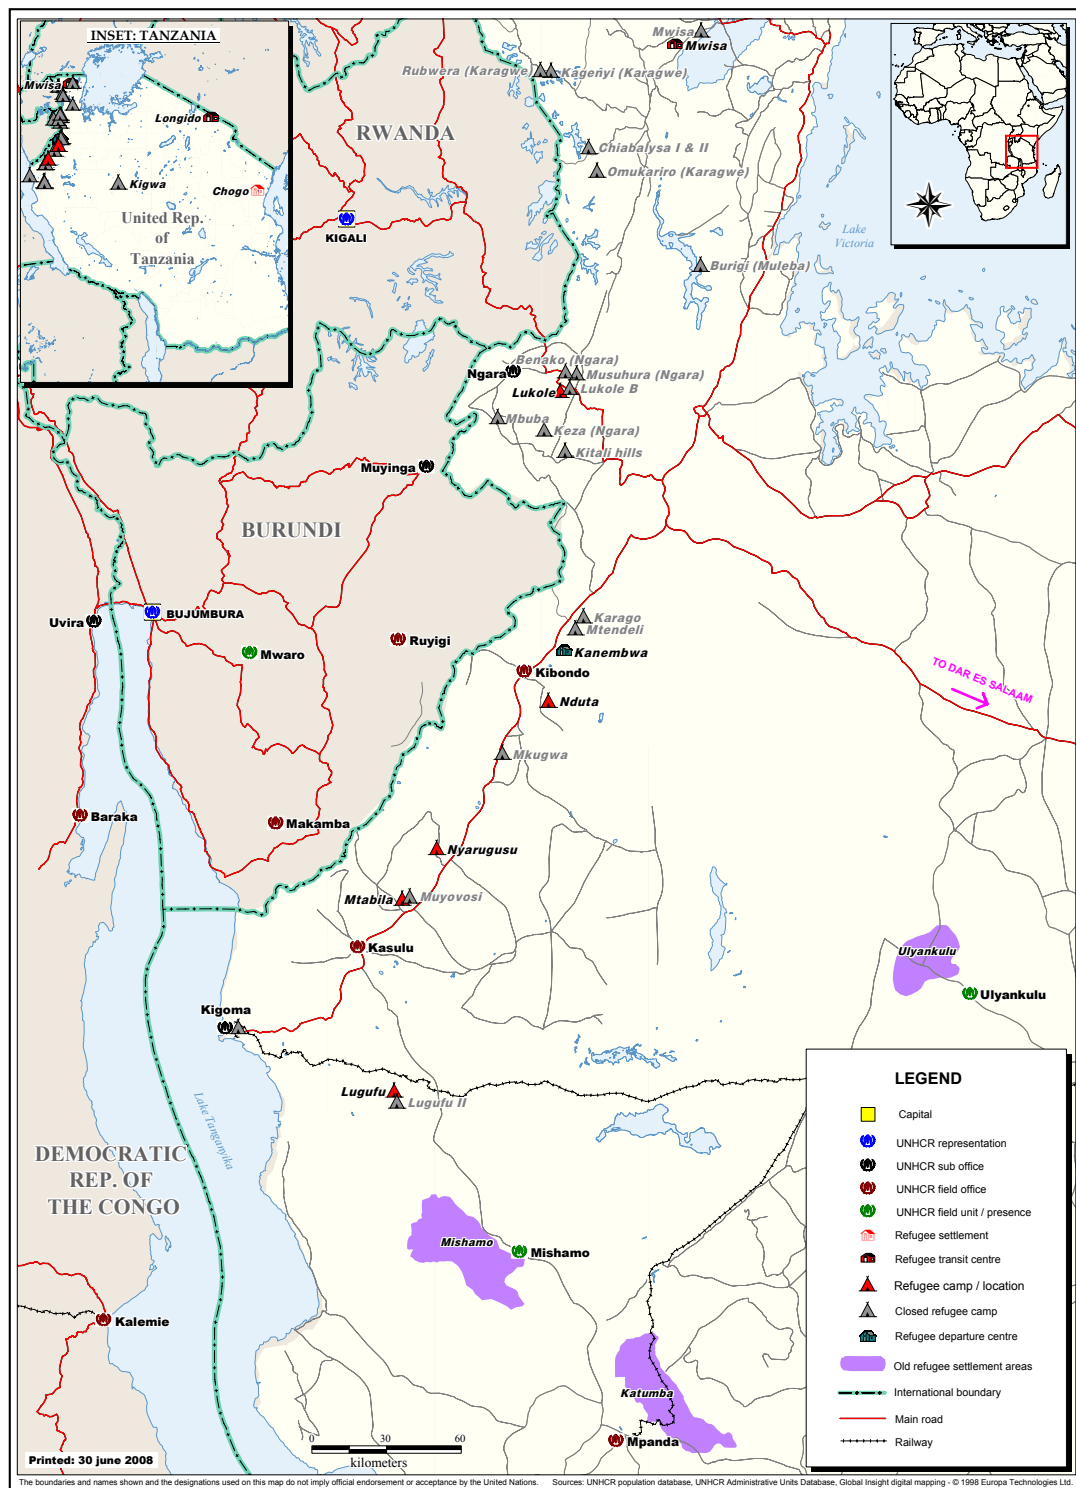 INSET: TANZANIA
Mwisa
Longido
Kigwa
Chogo
United Rep.
of
Tanzania
Mwisa
Mwisa
Rubwera (Karagwe)
Kagenyi (Karagwe)
RWANDA
Chiabalysa I & II
Omukariro (Karagwe)
KIGALI
Lake
Victoria
Burigi (Muleba)
Benako (Ngara)
Ngara
Musuhura (Ngara)
Lukole
Lukole B
Mbuba
Keza (Ngara)
Kitali hills
Muyinga
BURUNDI
Uvira
BUJUMBURA
Karago
Mtendeli
Ruyigi
Mwaro
Kanembwa
Kibondo
TO DAR ES SALAAM
Nduta
Mkugwa
Baraka
Makamba
Nyarugusu
Mtabila
Muyovosi
Kasulu
Ulyankulu
Ulyankulu
Kigoma
Lugufu
Lugufu II
Lake Tanganyika
DEMOCRATIC
REP. OF
THE CONGO
Mishamo
Mishamo
Kalemie
Katumba
Mpanda
LEGEND
Capital
UNHCR representation
UNHCR sub office
UNHCR field office
UNHCR field unit / presence
Refugee settlement
Refugee transit centre
Refugee camp / location
Closed refugee camp
Refugee departure centre
Old refugee settlement areas
International boundary
Main road
Railway
0 30 60
kilometers
Printed: 30 june 2008
The boundaries and names shown and the designations used on this map do not imply official endorsement or acceptance by the United Nations. Sources: UNHCR population database, UNHCR Administrative Units Database, Global Insight digital mapping - © 1998 Europa Technologies Ltd.